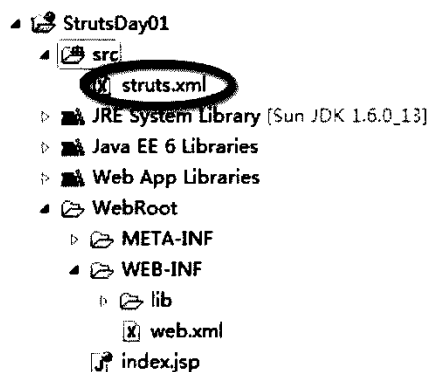 StrutsDay01
src
struts.xml
JRE System Library [Sun JDK 1.6.0_13]
Java EE 6 Libraries
Web App Libraries
WebRoot
META-INF
WEB-INF
lib
web.xml
index.jsp